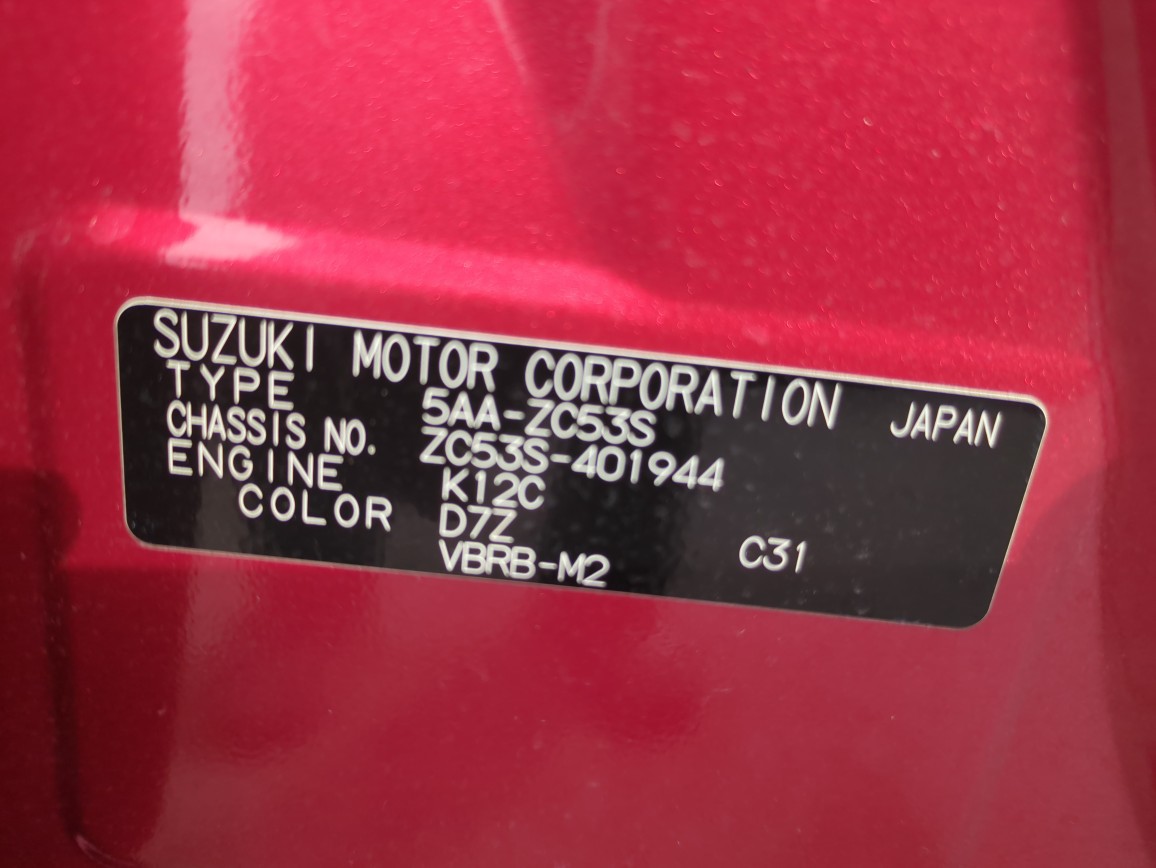 SUZUKI MOTOR CORPORATION JAPAN
TYPE 5AA-ZC53S
CHASSIS NO. ZC53S-401944
ENGINE K12C
COLOR D7Z C31
VBRB-M2